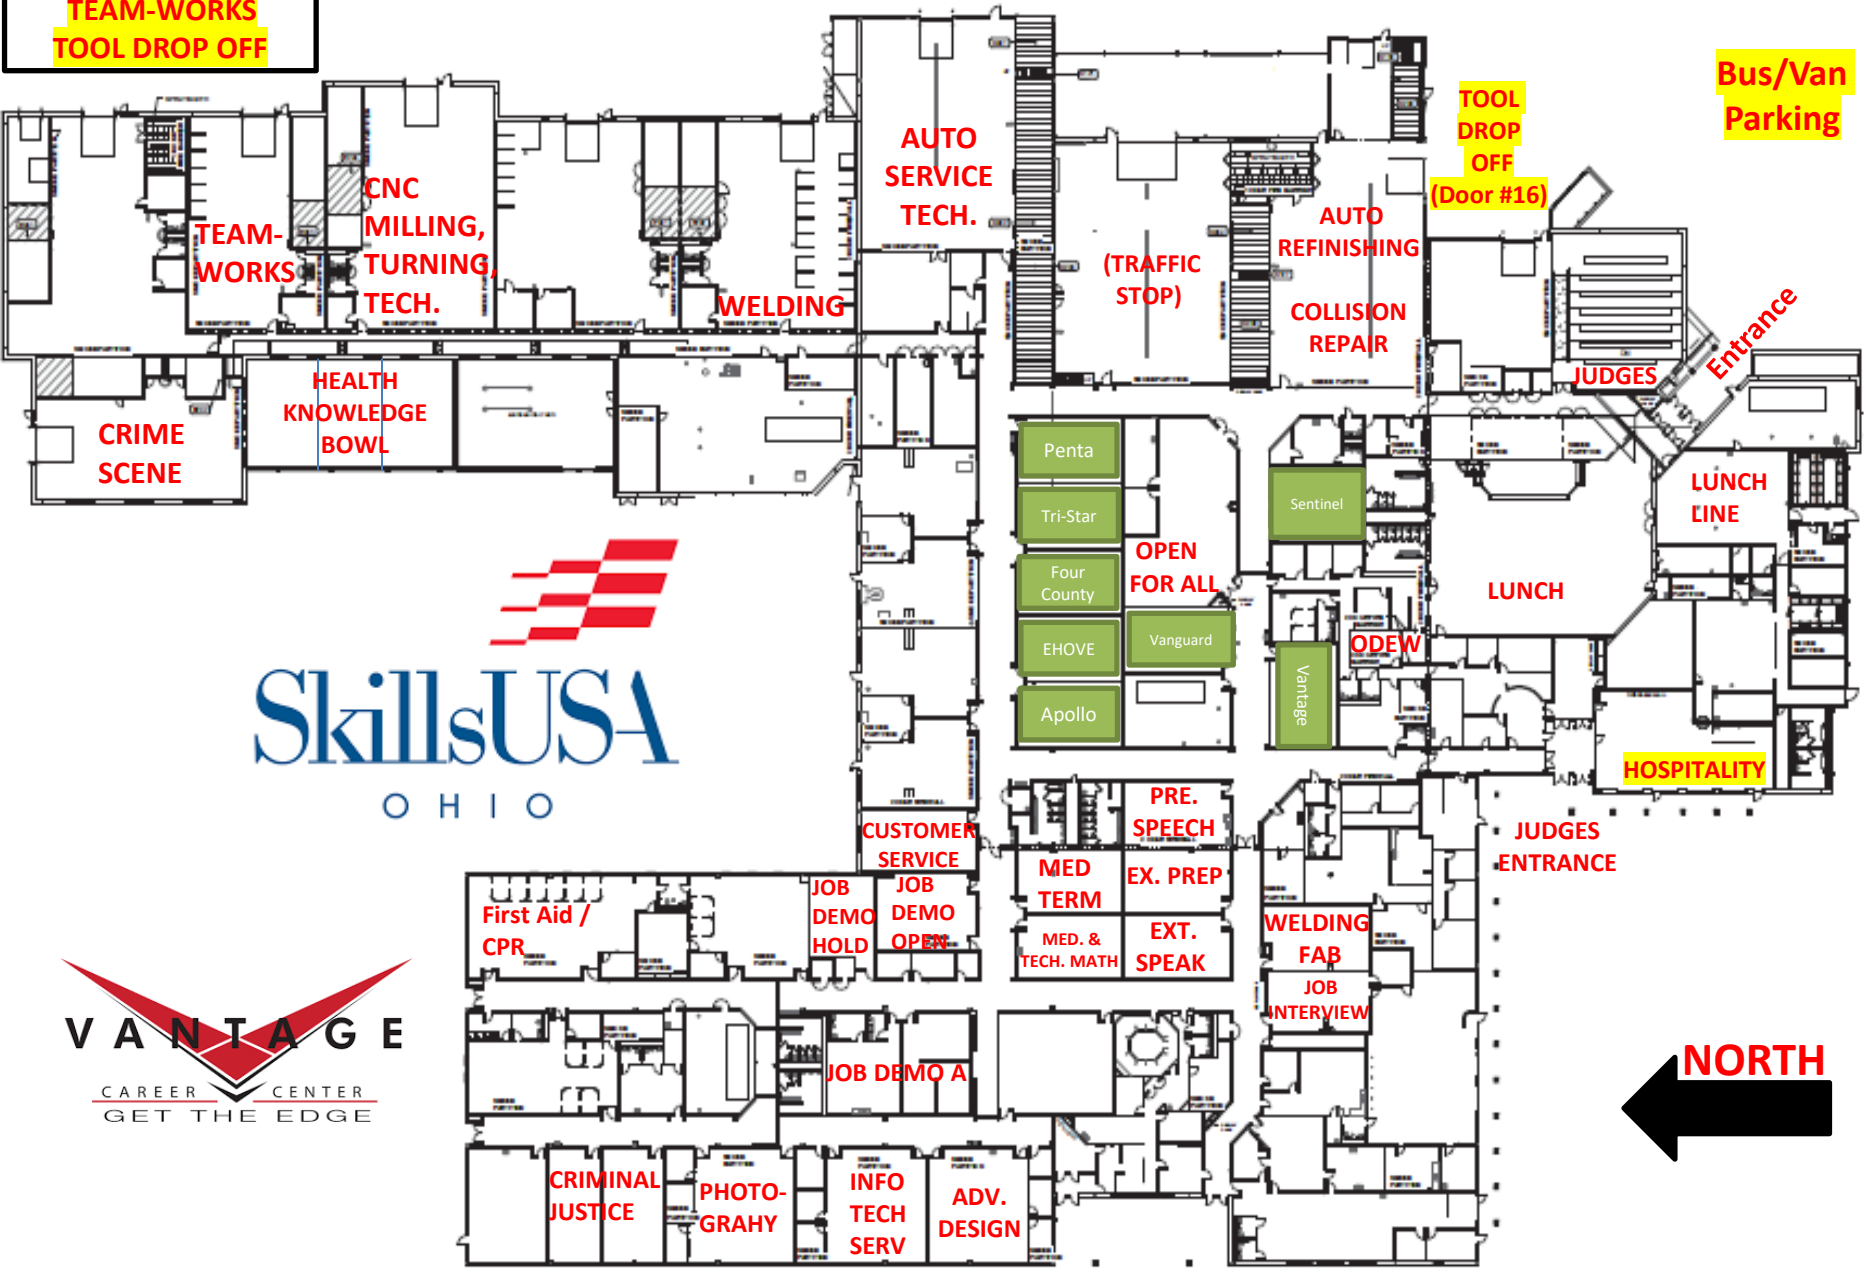 TEAM-WORKS
TOOL DROP OFF
Bus/Van
Parking
TOOL
DROP
OFF
(Door #16)
AUTO
SERVICE
TECH.
CNC
MILLING,
TURNING,
TECH.
TEAM-
WORKS
WELDING
(TRAFFIC
STOP)
AUTO
REFINISHING
COLLISION
REPAIR
Entrance
JUDGES
HEALTH
KNOWLEDGE
BOWL
CRIME
SCENE
Penta
Tri-Star
Four
County
EHOVE
Apollo
OPEN
FOR ALL
Vanguard
Sentinel
Vantage
ODEW
LUNCH
LINE
LUNCH
HOSPITALITY
JUDGES
ENTRANCE
SkillsUSA
OHIO
CUSTOMER
SERVICE
PRE.
SPEECH
MED
TERM
EX. PREP
MED. &
TECH. MATH
EXT.
SPEAK
WELDING
FAB
JOB
INTERVIEW
First Aid /
CPR
JOB
DEMO
HOLD
JOB
DEMO
OPEN
JOB DEMO A
VANTAGE
CAREER CENTER
GET THE EDGE
NORTH
CRIMINAL
JUSTICE
PHOTO-
GRAHY
INFO
TECH
SERV
ADV.
DESIGN